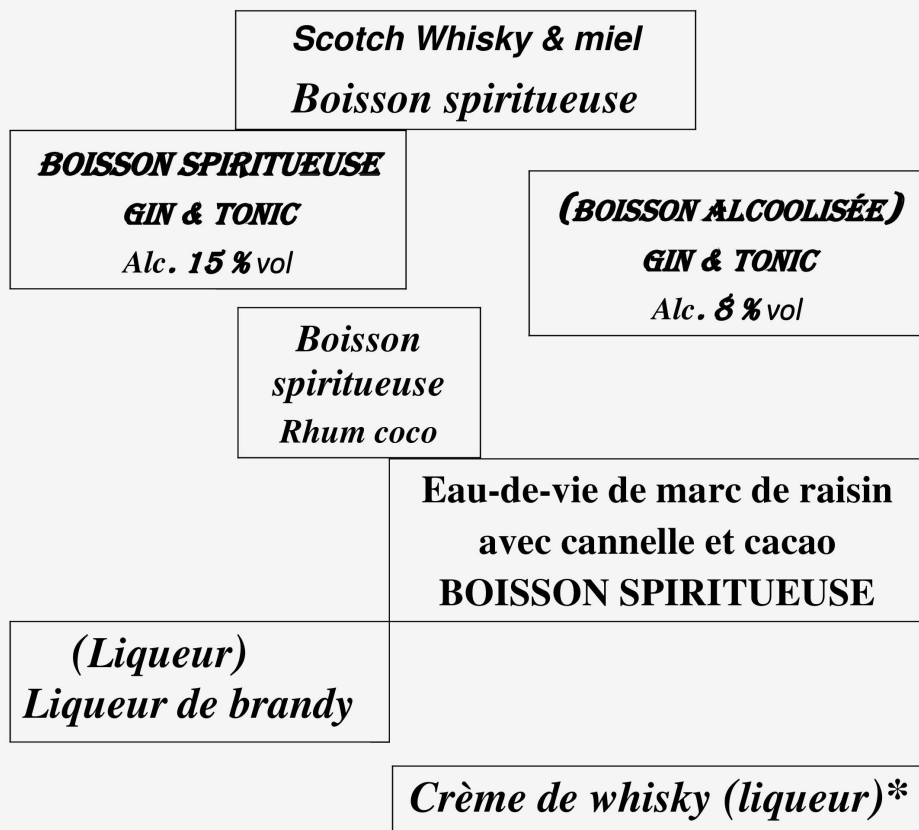 Scotch Whisky & miel
Boisson spiritueuse
BOISSON SPIRITUEUSE
GIN & TONIC
Alc. 15 % vol
(BOISSON ALCOOLISÉE)
GIN & TONIC
Alc. 8 % vol
Boisson
spiritueuse
Rhum coco
Eau-de-vie de marc de raisin
avec cannelle et cacao
BOISSON SPIRITUEUSE
(Liqueur)
Liqueur de brandy
Crème de whisky (liqueur)*